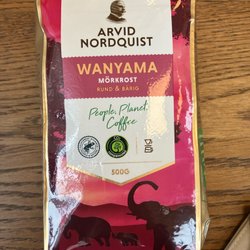 ARVID
NORDQUIST
WANYAMA
MÖRKROST
RUND & BÄRIG
People, Planet,
Coffee
500G